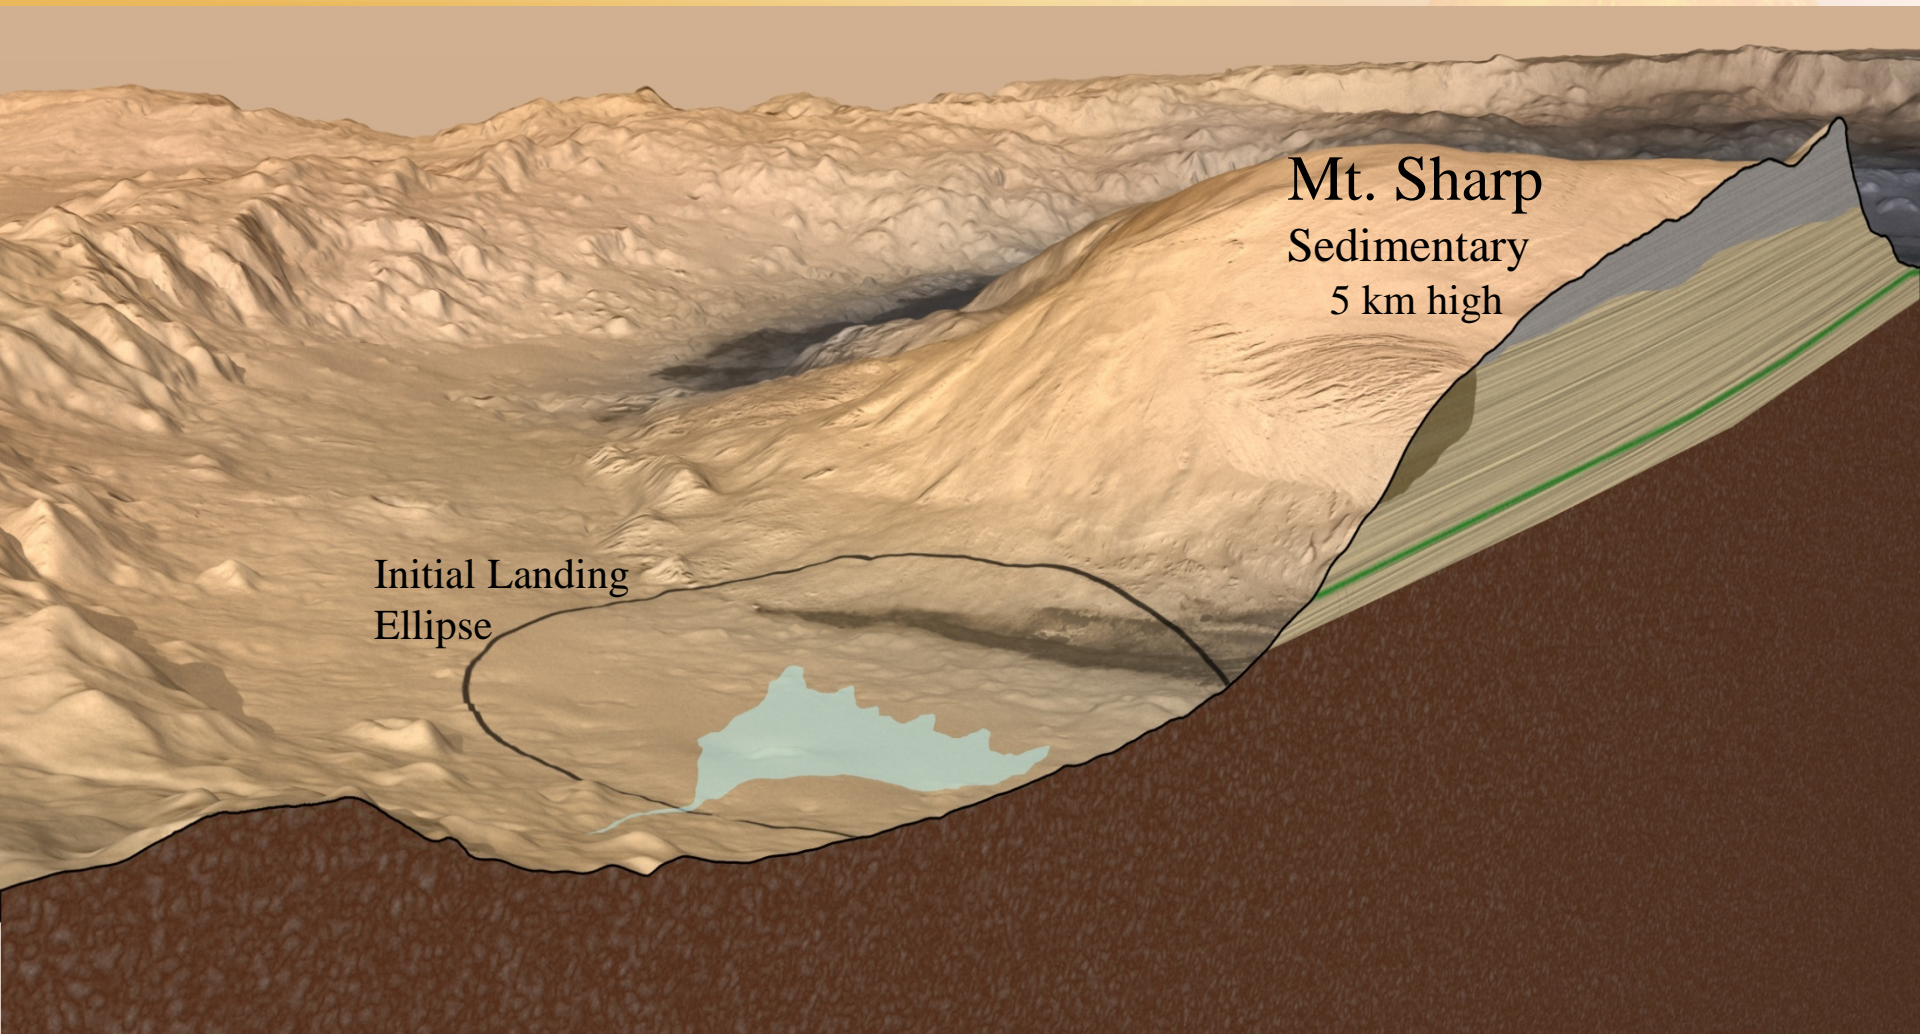 Mt. Sharp
Sedimentary
5 km high
Initial Landing
Ellipse